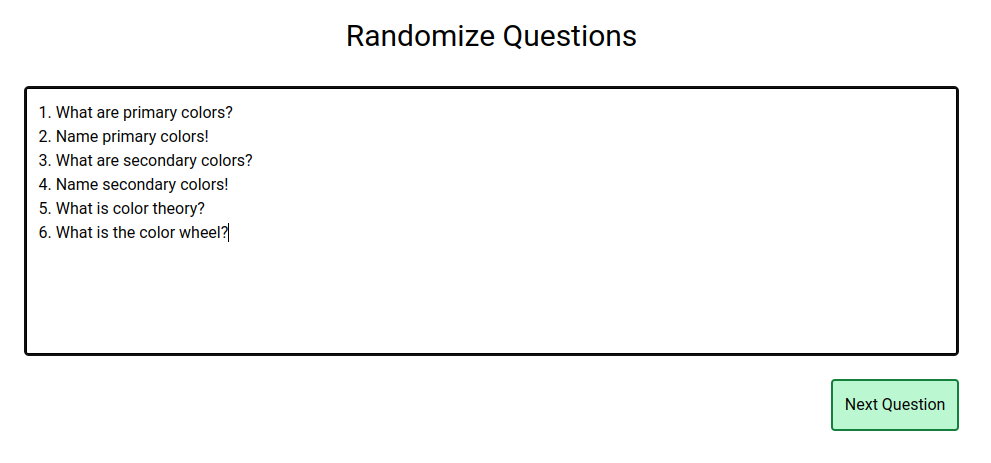 Randomize Questions
1. What are primary colors?
2. Name primary colors!
3. What are secondary colors?
4. Name secondary colors!
5. What is color theory?
6. What is the color wheel?
Next Question